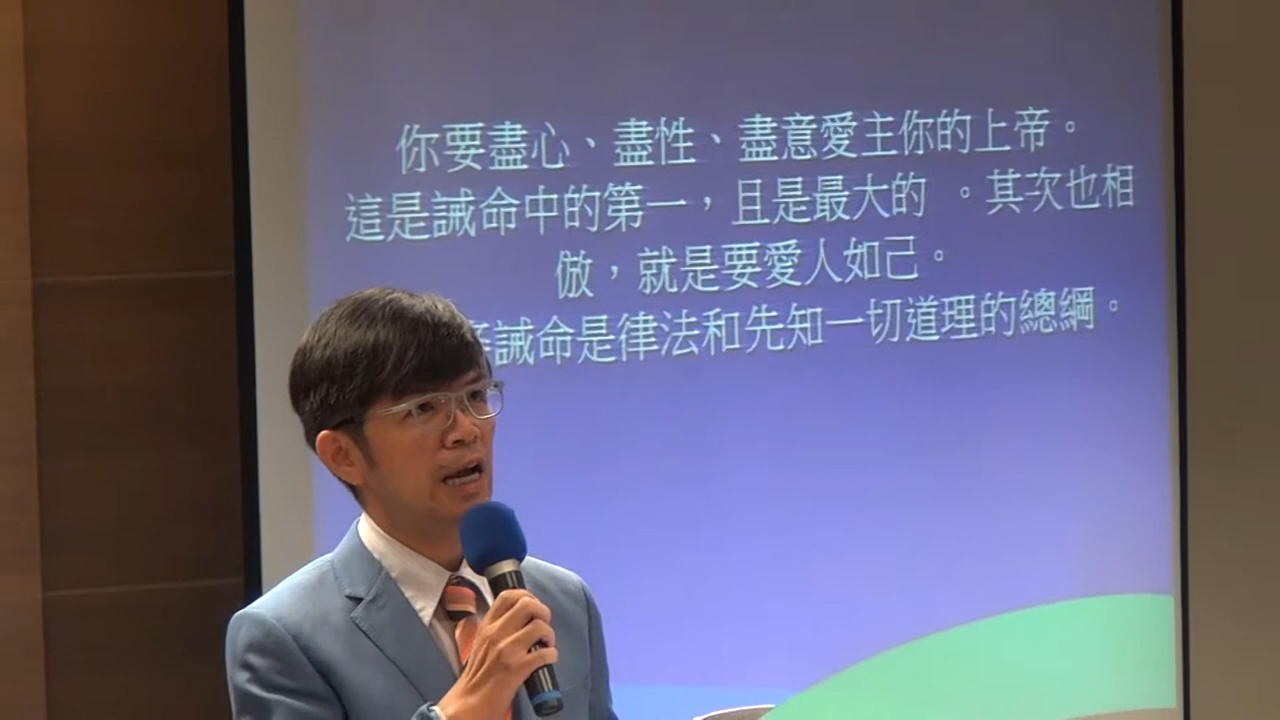 你要盡心、盡性、盡意愛主你的上帝。
這是誡命中的第一，且是最大的 。其次也相
倣，就是要愛人如己。
誡命是律法和先知一切道理的總綱。